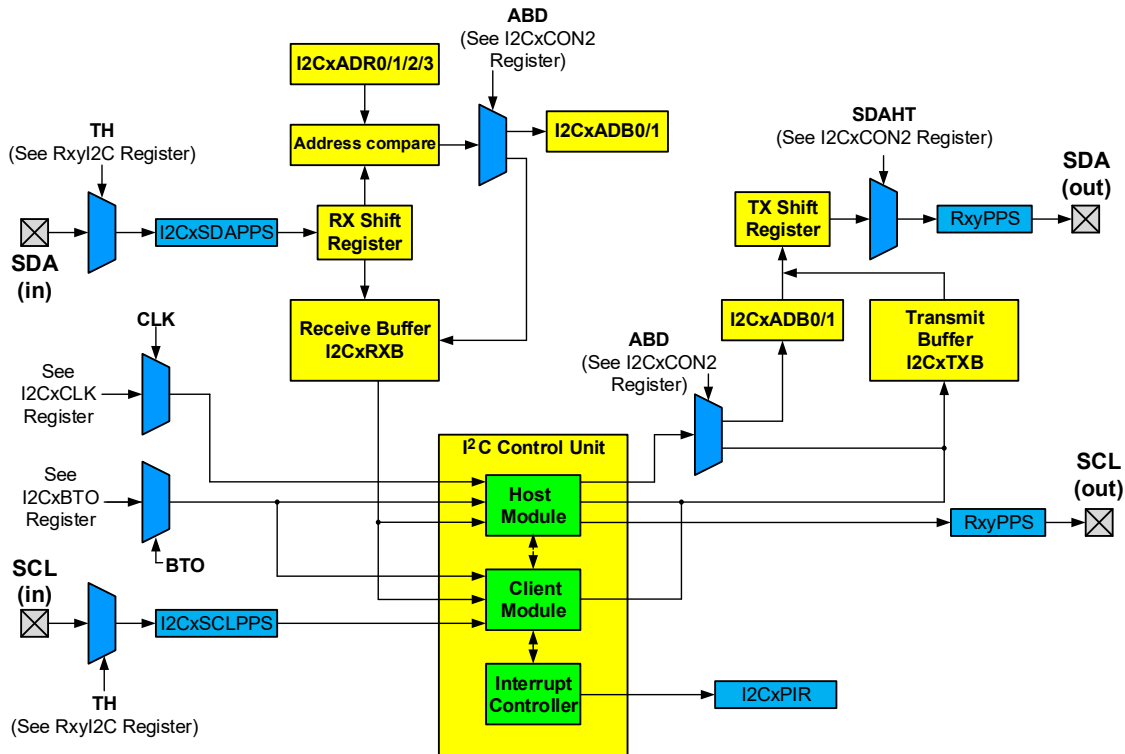 ABD
(See I2CxCON2
Register)
I2CxADR0/1/2/3
Address compare
I2CxADB0/1
TH
(See RxyI2C Register)
SDAHT
(See I2CxCON2 Register)
SDA
(out)
I2CxSDAPPS
RX Shift
Register
TX Shift
Register
RxyPPS
SDA
(in)
Receive Buffer
I2CxRXB
I2CxADB0/1
Transmit
Buffer
I2CxTXB
CLK
See
I2CxCLK
Register
ABD
(See I2CxCON2
Register)
I²C Control Unit
See
I2CxBTO
Register
BTO
Host
Module
SCL
(out)
RxyPPS
SCL
(in)
I2CxSCLPPS
Client
Module
TH
(See RxyI2C Register)
Interrupt
Controller
I2CxPIR